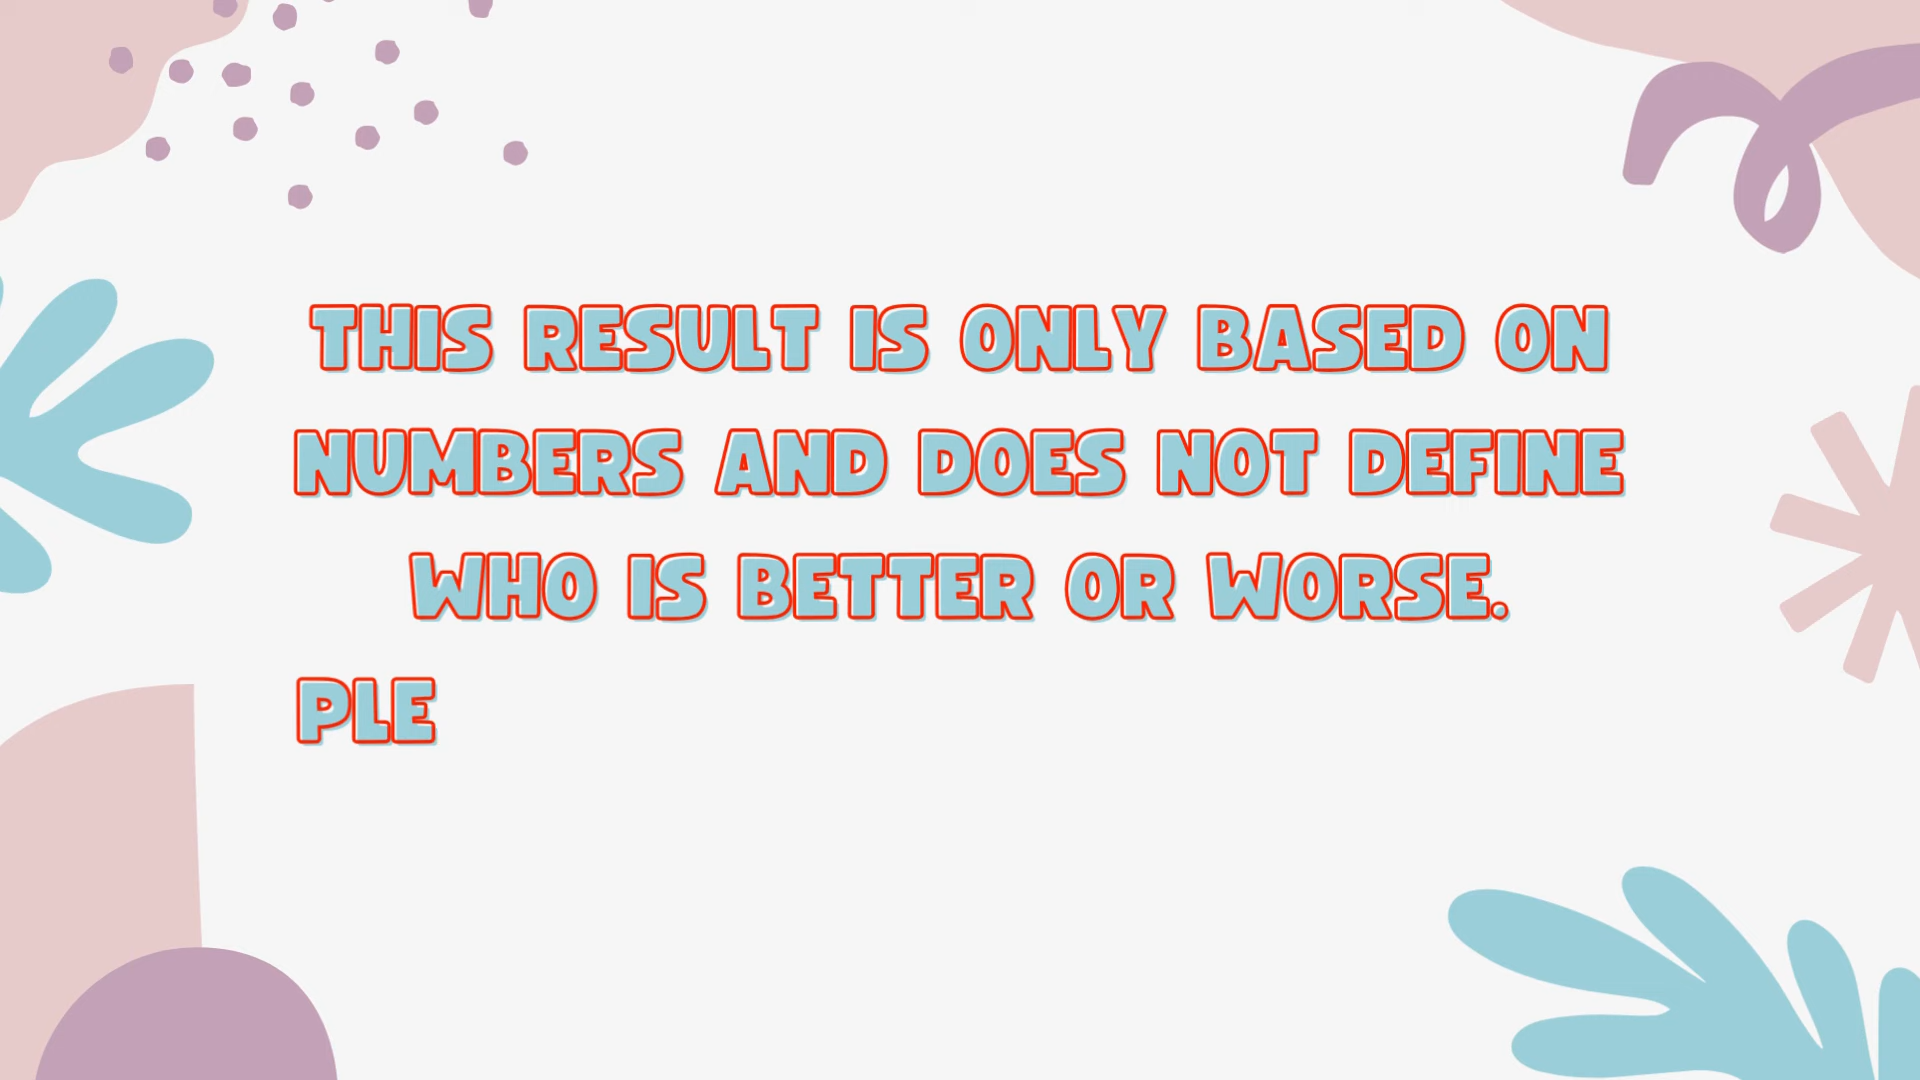 THIS RESULT IS ONLY BASED ON
NUMBERS AND DOES NOT DEFINE
WHO IS BETTER OR WORSE.
PLE